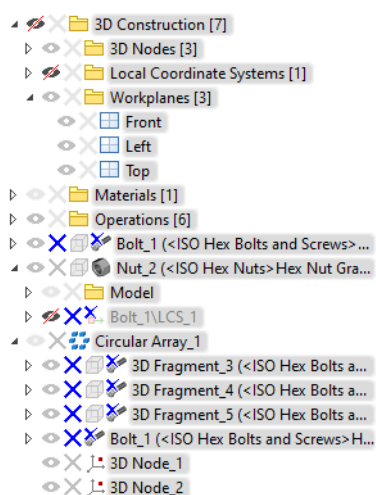 3D Construction [7]
3D Nodes [3]
Local Coordinate Systems [1]
Workplanes [3]
Front
Left
Top
Materials [1]
Operations [6]
Bolt_1 (<ISO Hex Bolts and Screws>...
Nut_2 (<ISO Hex Nuts>Hex Nut Gra...
Model
Bolt_1\LCS_1
Circular Array_1
3D Fragment_3 (<ISO Hex Bolts a...
3D Fragment_4 (<ISO Hex Bolts a...
3D Fragment_5 (<ISO Hex Bolts a...
Bolt_1 (<ISO Hex Bolts and Screws>H...
3D Node_1
3D Node_2